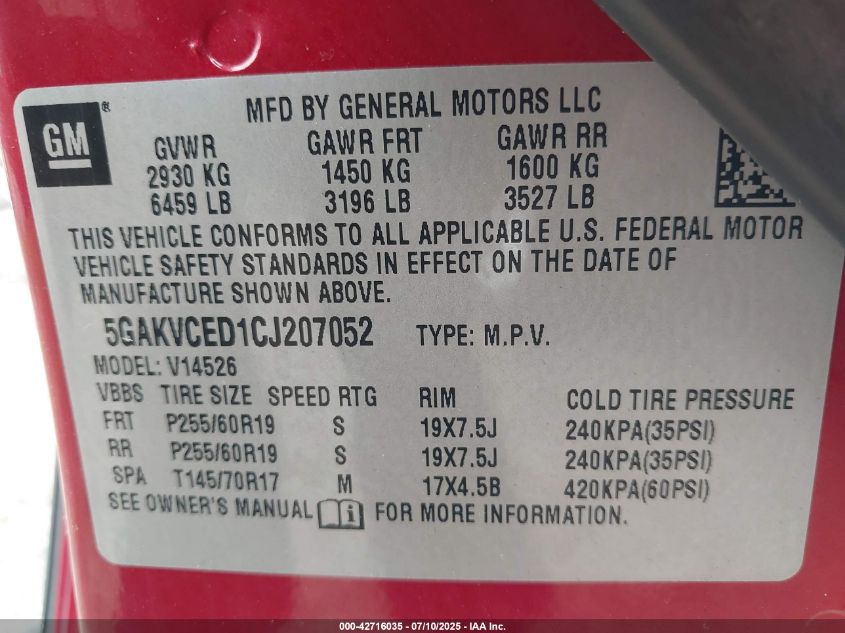 MFD BY GENERAL MOTORS LLC
GM ®
GVWR GAWR FRT GAWR RR
2930 KG 1450 KG 1600 KG
6459 LB 3196 LB 3527 LB
THIS VEHICLE CONFORMS TO ALL APPLICABLE U.S. FEDERAL MOTOR
VEHICLE SAFETY STANDARDS IN EFFECT ON THE DATE OF
MANUFACTURE SHOWN ABOVE.
5GAKVCED1CJ207052 TYPE: M.P.V.
MODEL: V14526
VBBS TIRE SIZE SPEED RTG RIM COLD TIRE PRESSURE
FRT P255/60R19 S 19X7.5J 240KPA(35PSI)
RR P255/60R19 S 19X7.5J 240KPA(35PSI)
SPA T145/70R17 M 17X4.5B 420KPA(60PSI)
SEE OWNER'S MANUAL i FOR MORE INFORMATION.
000-42716035 - 07/10/2025 - IAA Inc.